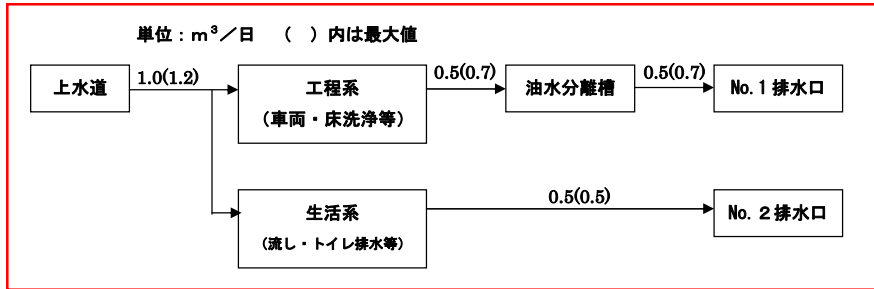 単位：ｍ³／日　（　）内は最大値
上水道
1.0(1.2)
工程系
(車両・床洗浄等)
0.5(0.7)
油水分離槽
0.5(0.7)
No.1 排水口
生活系
(流し・トイレ排水等)
0.5(0.5)
No.２排水口